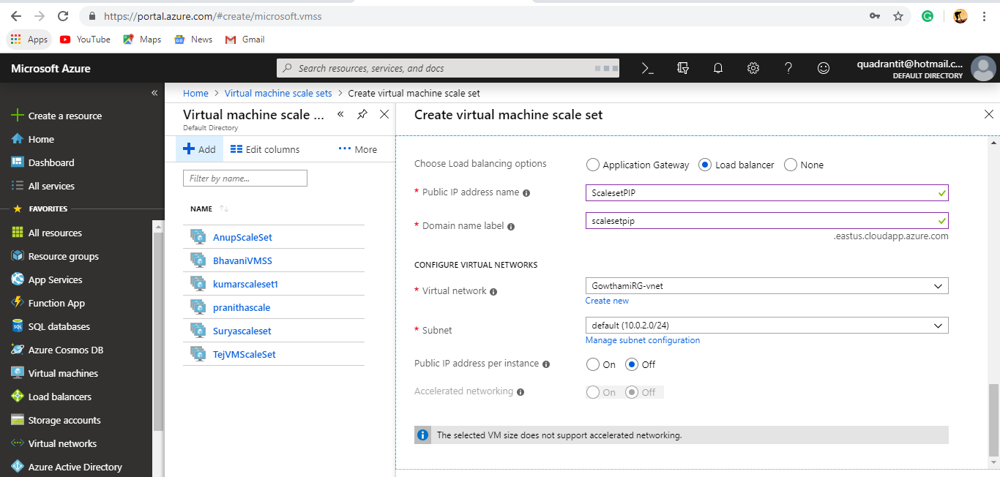 https://portal.azure.com/#create/microsoft.vmss
Apps YouTube Maps News Gmail
Microsoft Azure
Search resources, services, and docs
quadrantit@hotmail.c...
DEFAULT DIRECTORY
Create a resource
Home
Dashboard
All services
FAVORITES
All resources
Resource groups
App Services
Function App
SQL databases
Azure Cosmos DB
Virtual machines
Load balancers
Storage accounts
Virtual networks
Azure Active Directory
Home > Virtual machine scale sets > Create virtual machine scale set
Virtual machine scale ...
Default Directory
Add Edit columns ··· More
Filter by name...
NAME
AnupScaleSet
BhavaniVMSS
kumarscaleset1
pranithascale
Suryascaleset
TejVMScaleSet
Create virtual machine scale set
Choose Load balancing options Application Gateway Load balancer None
* Public IP address name ScalesetPIP
* Domain name label scalesetpip
.eastus.cloudapp.azure.com
CONFIGURE VIRTUAL NETWORKS
* Virtual network GowthamiRG-vnet
Create new
* Subnet default (10.0.2.0/24)
Manage subnet configuration
Public IP address per instance On Off
Accelerated networking On Off
The selected VM size does not support accelerated networking.